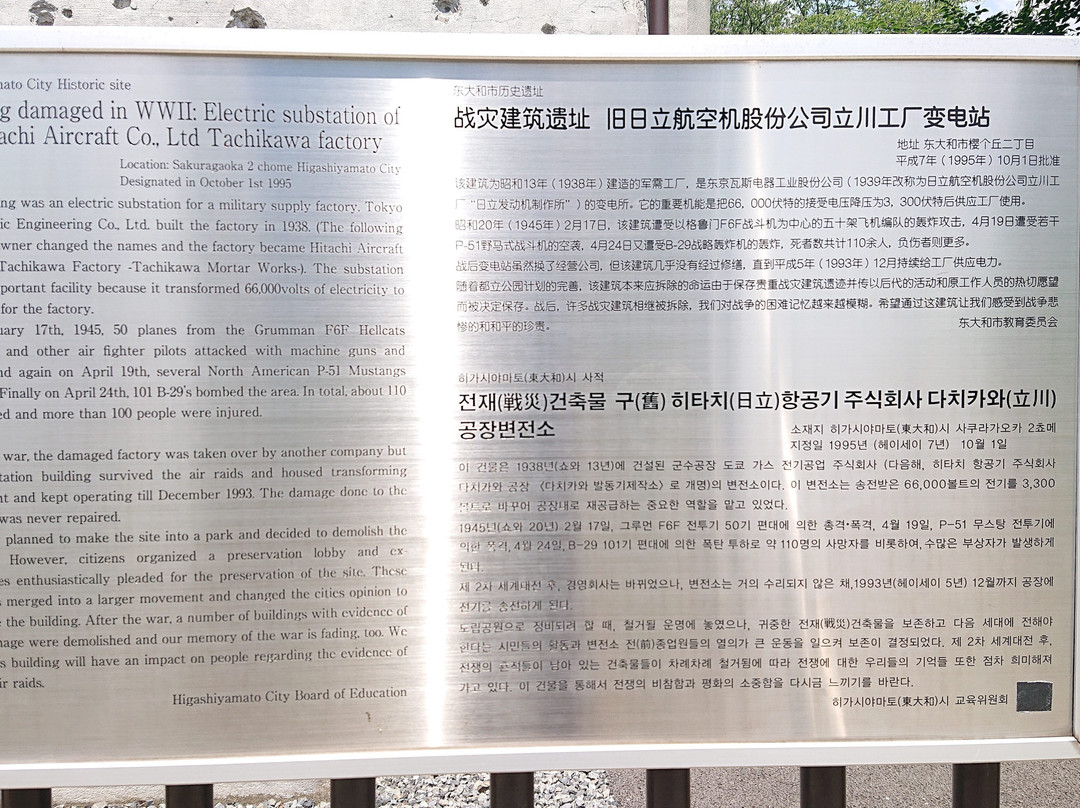 mato City Historic site
g damaged in WWII: Electric substation of
achi Aircraft Co., Ltd Tachikawa factory
Location: Sakuragaoka 2 chome Higashiyamato City
Designated in October 1st 1995
ng was an electric substation for a military supply factory. Tokyo
ic Engineering Co., Ltd. built the factory in 1938. (The following
wner changed the names and the factory became Hitachi Aircraft
Tachikawa Factory -Tachikawa Mortar Works-). The substation
portant facility because it transformed 66,000volts of electricity to
for the factory.
uary 17th, 1945, 50 planes from the Grumman F6F Hellcats
and other air fighter pilots attacked with machine guns and
nd again on April 19th, several North American P-51 Mustangs
Finally on April 24th, 101 B-29's bombed the area. In total, about 110
ed and more than 100 people were injured.
war, the damaged factory was taken over by another company but
tation building survived the air raids and housed transforming
nt and kept operating till December 1993. The damage done to the
was never repaired.
planned to make the site into a park and decided to demolish the
However, citizens organized a preservation lobby and ex-
es enthusiastically pleaded for the preservation of the site. These
s merged into a larger movement and changed the cities opinion to
e the building. After the war, a number of buildings with evidence of
mage were demolished and our memory of the war is fading, too. We
s building will have an impact on people regarding the evidence of
ir raids.
Higashiyamato City Board of Education
东大和市历史遗址
战灾建筑遗址 旧日立航空机股份公司立川工厂变电站
地址 东大和市樱个丘二丁目
平成7年（1995年）10月1日批准
该建筑为昭和13年（1938年）建造的军需工厂，是东京瓦斯电器工业股份公司（1939年改称为日立航空机股份公司立川工
厂“日立发动机制作所”）的变电所。它的重要机能是把66，000伏特的接受电压降压为3，300伏特后供应工厂使用。
昭和20年（1945年）2月17日，该建筑遭受以格鲁门F6F战斗机为中心的五十架飞机编队的轰炸攻击，4月19日遭受若干
P-51野马式战斗机的空袭，4月24日又遭受B-29战略轰炸机的轰炸，死者数共计110余人，负伤者则更多。
战后变电站虽然换了经营公司，但该建筑几乎没有经过修缮，直到平成5年（1993年）12月持续给工厂供应电力。
随着都立公园计划的完善，该建筑本来应拆除的命运由于保存贵重战灾建筑遗迹并传以后代的活动和原工作人员的热切愿望
而被决定保存。战后，许多战灾建筑相继被拆除，我们对战争的困难记忆越来越模糊。希望通过这建筑让我们感受到战争悲
惨的和和平的珍贵。
东大和市教育委员会
히가시야마토(東大和)시 사적
전재(戦災)건축물 구(舊) 히타치(日立)항공기 주식회사 다치카와(立川)
공장변전소
소재지 히가시야마토(東大和)시 사쿠라가오카 2쵸메
지정일 1995년 (헤이세이 7년) 10월 1일
이 건물은 1938년(쇼와 13년)에 건설된 군수공장 도쿄 가스 전기공업 주식회사 (다음해, 히타치 항공기 주식회사
다치카와 공장 〈다치카와 발동기제작소〉로 개명)의 변전소이다. 이 변전소는 송전받은 66,000볼트의 전기를 3,300
볼트로 바꾸어 공장내로 재공급하는 중요한 역할을 맡고 있었다.
1945년(쇼와 20년) 2월 17일, 그루먼 F6F 전투기 50기 편대에 의한 총격•폭격, 4월 19일, P-51 무스탕 전투기에
의한 폭격, 4월 24일, B-29 101기 편대에 의한 폭탄 투하로 약 110명의 사망자를 비롯하여, 수많은 부상자가 발생하게
된다.
제 2차 세계대전 후, 경영회사는 바뀌었으나, 변전소는 거의 수리되지 않은 채,1993년(헤이세이 5년) 12월까지 공장에
전기를 송전하게 된다.
도립공원으로 정비되려 할 때, 철거될 운명에 놓였으나, 귀중한 전재(戦災)건축물을 보존하고 다음 세대에 전해야
한다는 시민들의 활동과 변전소 전(前)종업원들의 열의가 큰 운동을 일으켜 보존이 결정되었다. 제 2차 세계대전 후,
전쟁의 흔적들이 남아 있는 건축물들이 차례차례 철거됨에 따라 전쟁에 대한 우리들의 기억들 또한 점차 희미해져
가고 있다. 이 건물을 통해서 전쟁의 비참함과 평화의 소중함을 다시금 느끼기를 바란다.
히가시야마토(東大和)시 교육위원회